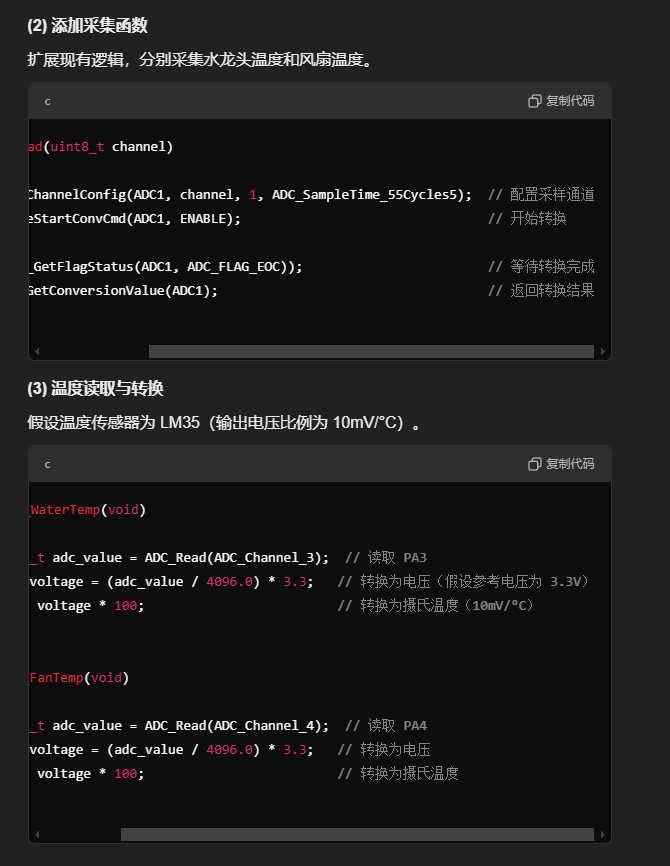 (2) 添加采集函数
扩展现有逻辑，分别采集水龙头温度和风扇温度。
c 复制代码
ad(uint8_t channel)
ChannelConfig(ADC1, channel, 1, ADC_SampleTime_55Cycles5);  // 配置采样通道
eStartConvCmd(ADC1, ENABLE);  // 开始转换
_GetFlagStatus(ADC1, ADC_FLAG_EOC));  // 等待转换完成
GetConversionValue(ADC1);  // 返回转换结果
(3) 温度读取与转换
假设温度传感器为 LM35（输出电压比例为 10mV/°C）。
c 复制代码
_WaterTemp(void)
_t adc_value = ADC_Read(ADC_Channel_3);  // 读取 PA3
voltage = (adc_value / 4096.0) * 3.3;  // 转换为电压（假设参考电压为 3.3V）
voltage * 100;  // 转换为摄氏温度（10mV/°C）
FanTemp(void)
_t adc_value = ADC_Read(ADC_Channel_4);  // 读取 PA4
voltage = (adc_value / 4096.0) * 3.3;  // 转换为电压
voltage * 100;  // 转换为摄氏温度